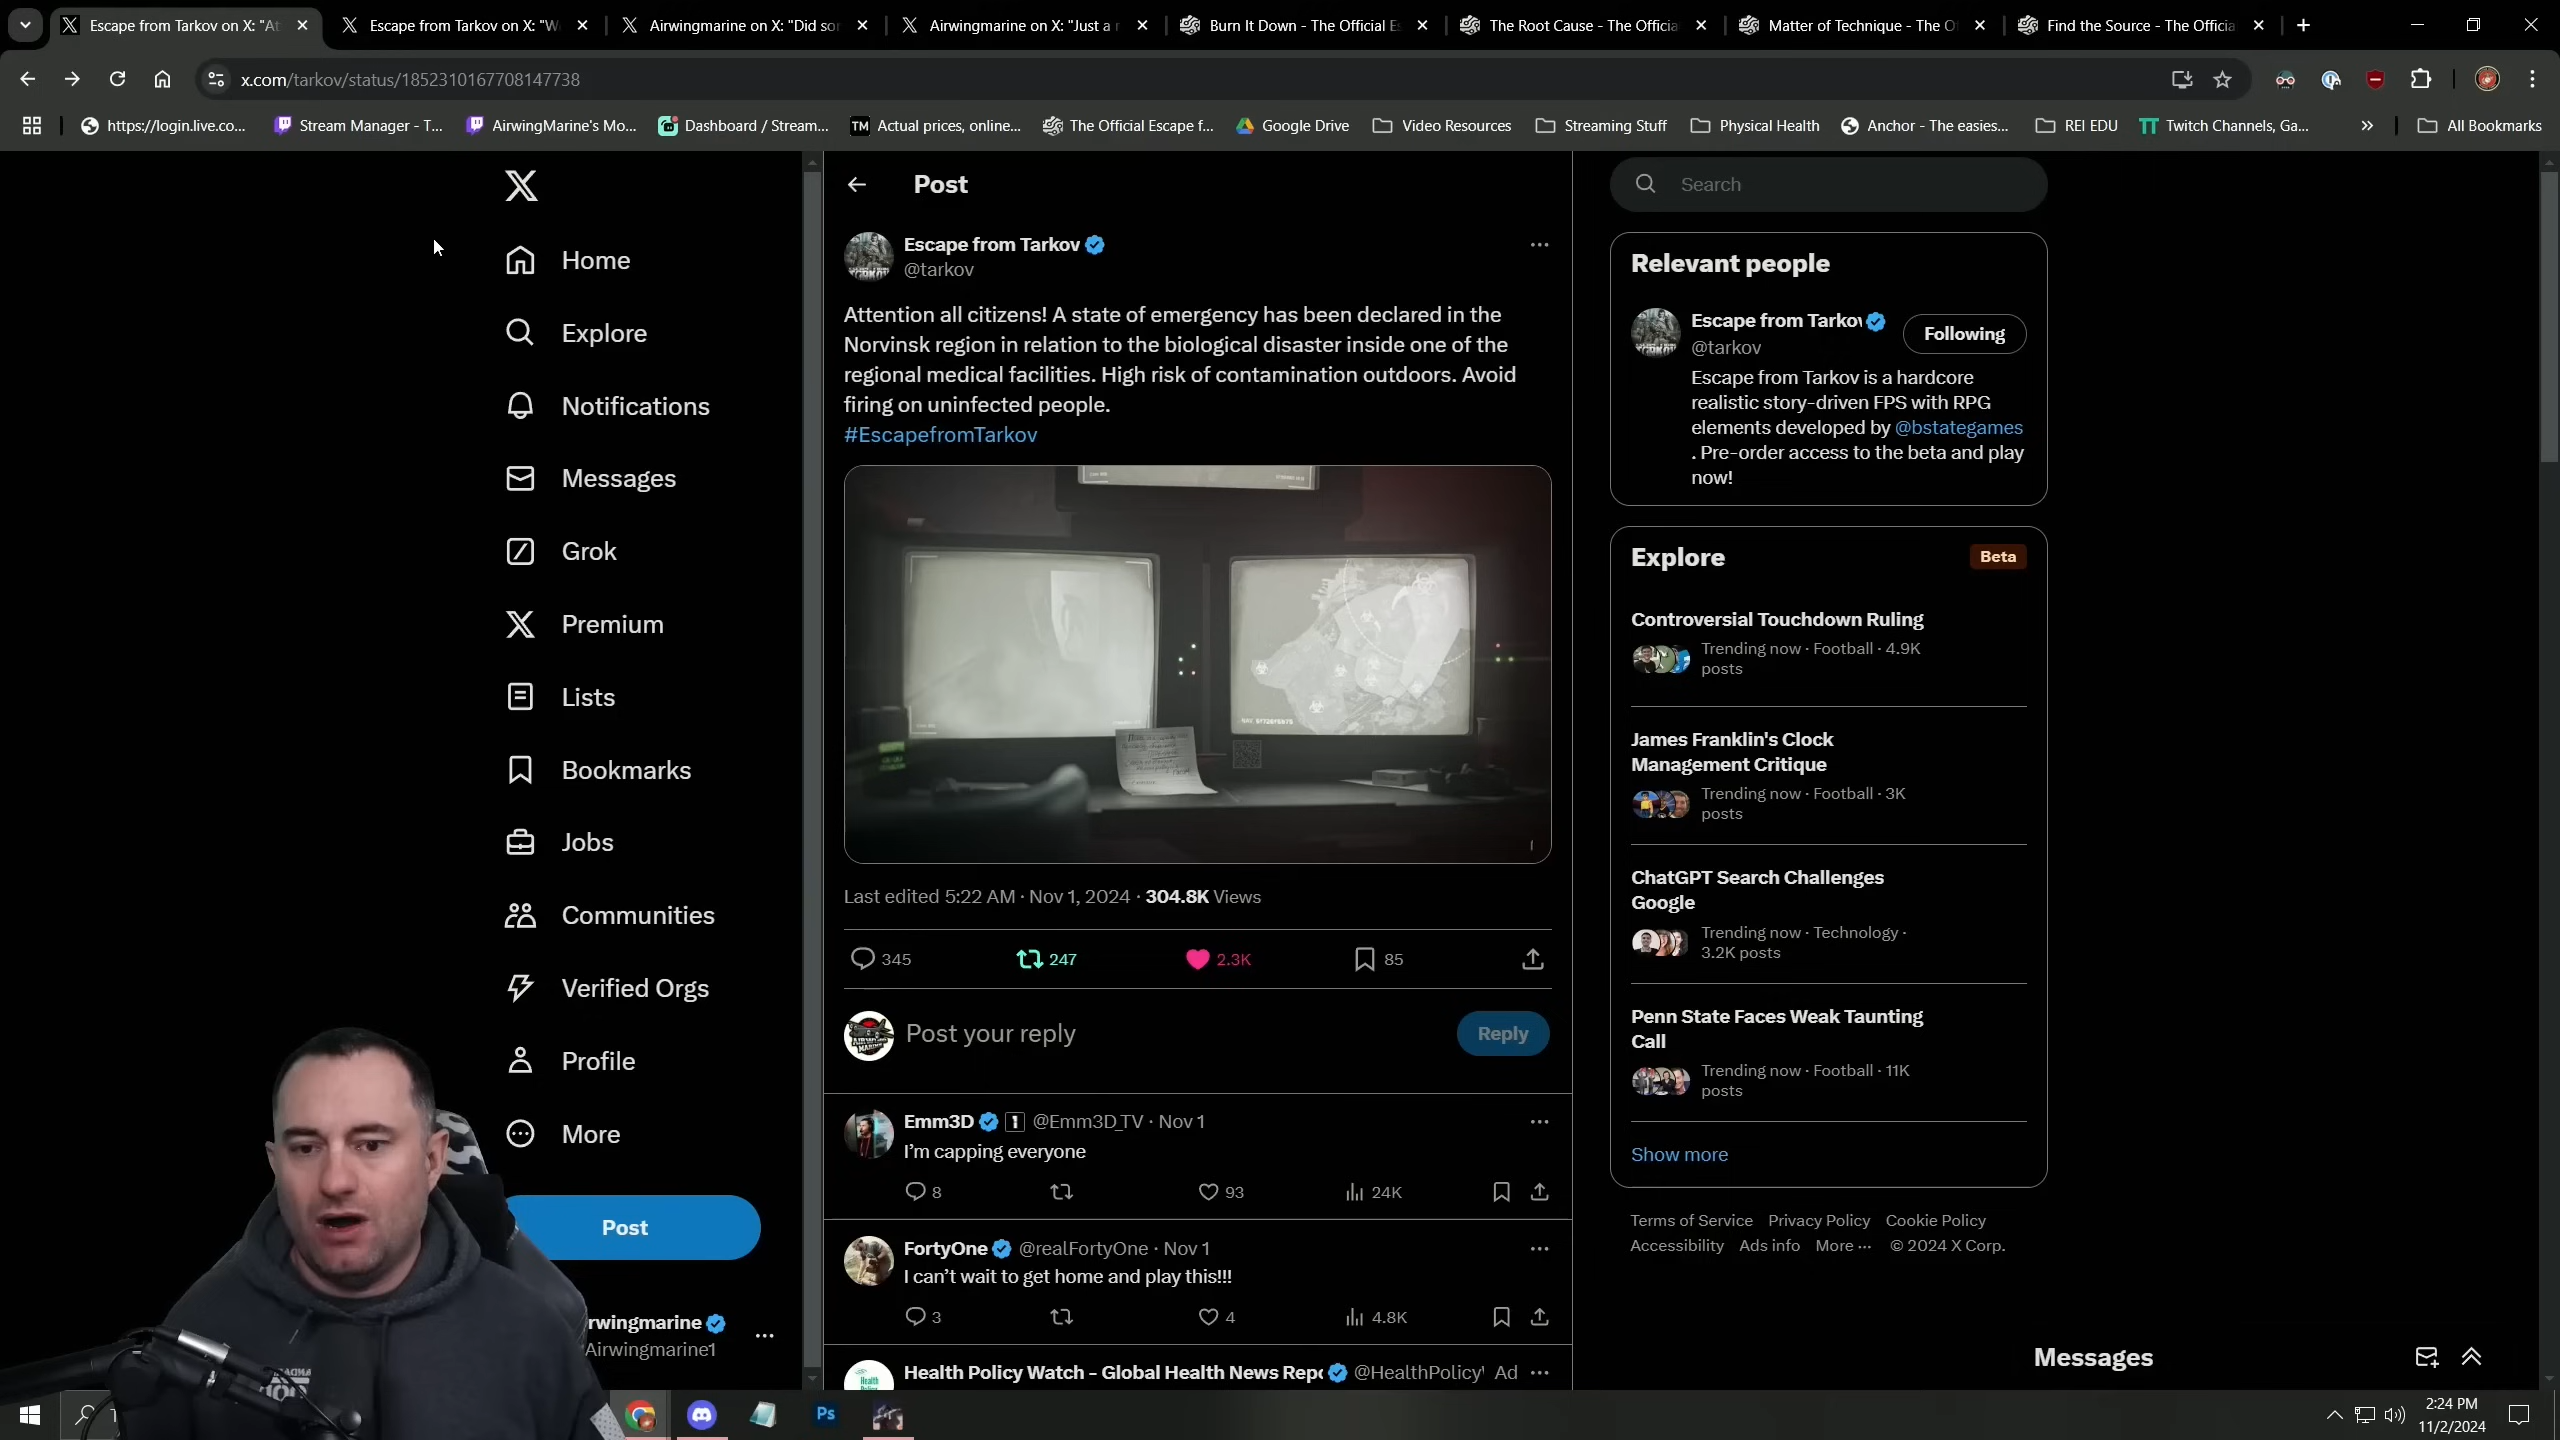 Escape from Tarkov on X: "At
Escape from Tarkov on X: "W
Airwingmarine on X: "Did sor
Airwingmarine on X: "Just a r
Burn It Down - The Official Es
The Root Cause - The Officia
Matter of Technique - The O
Find the Source - The Officia
x.com/tarkov/status/1852310167708147738
https://login.live.co...
Stream Manager - T...
AirwingMarine's Mo...
Dashboard / Stream...
TM
Actual prices, online...
The Official Escape f...
Google Drive
Video Resources
Streaming Stuff
Physical Health
Anchor - The easies...
REI EDU
Twitch Channels, Ga...
All Bookmarks
Home
Explore
Notifications
Messages
Grok
Premium
Lists
Bookmarks
Jobs
Communities
Verified Orgs
Profile
More
Post
rwingmarine
Airwingmarine1
Post
Escape from Tarkov
@tarkov
Attention all citizens! A state of emergency has been declared in the
Norvinsk region in relation to the biological disaster inside one of the
regional medical facilities. High risk of contamination outdoors. Avoid
firing on uninfected people.
#EscapefromTarkov
Last edited 5:22 AM · Nov 1, 2024 · 304.8K Views
345
247
2.3K
85
Post your reply
Reply
Emm3D 1 @Emm3D_TV · Nov 1
I'm capping everyone
8
93
24K
FortyOne @realFortyOne · Nov 1
I can't wait to get home and play this!!!
3
4
4.8K
Health Policy Watch - Global Health News Repo @HealthPolicyW Ad
Search
Relevant people
Escape from Tarkov
Following
@tarkov
Escape from Tarkov is a hardcore
realistic story-driven FPS with RPG
elements developed by @bstategames
. Pre-order access to the beta and play
now!
Explore
Beta
Controversial Touchdown Ruling
Trending now · Football · 4.9K
posts
James Franklin's Clock
Management Critique
Trending now · Football · 3K
posts
ChatGPT Search Challenges
Google
Trending now · Technology ·
3.2K posts
Penn State Faces Weak Taunting
Call
Trending now · Football · 11K
posts
Show more
Terms of Service Privacy Policy Cookie Policy
Accessibility Ads info More ··· © 2024 X Corp.
Messages
Ps
2:24 PM
11/2/2024